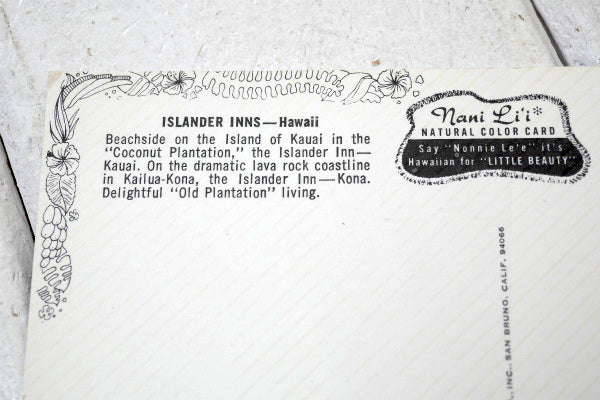 ISLANDER INNS—Hawaii
Beachside on the Island of Kauai in the
"Coconut Plantation," the Islander Inn—
Kauai. On the dramatic lava rock coastline
in Kailua-Kona, the Islander Inn—Kona.
Delightful "Old Plantation" living.
Nani Li'i*
NATURAL COLOR CARD
Say "Nonnie Le'e" it's
Hawaiian for "LITTLE BEAUTY"
, INC., SAN BRUNO, CALIF. 94066